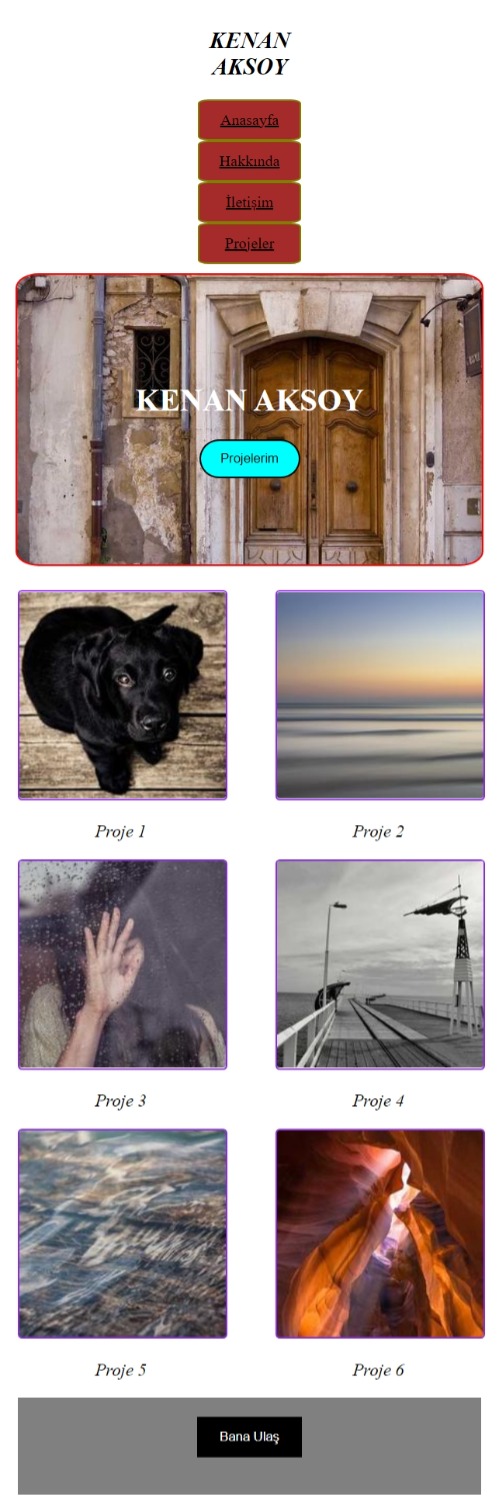 KENAN
AKSOY
Anasayfa
Hakkında
İletişim
Projeler
KENAN AKSOY
Projelerim
Proje 1
Proje 2
Proje 3
Proje 4
Proje 5
Proje 6
Bana Ulaş